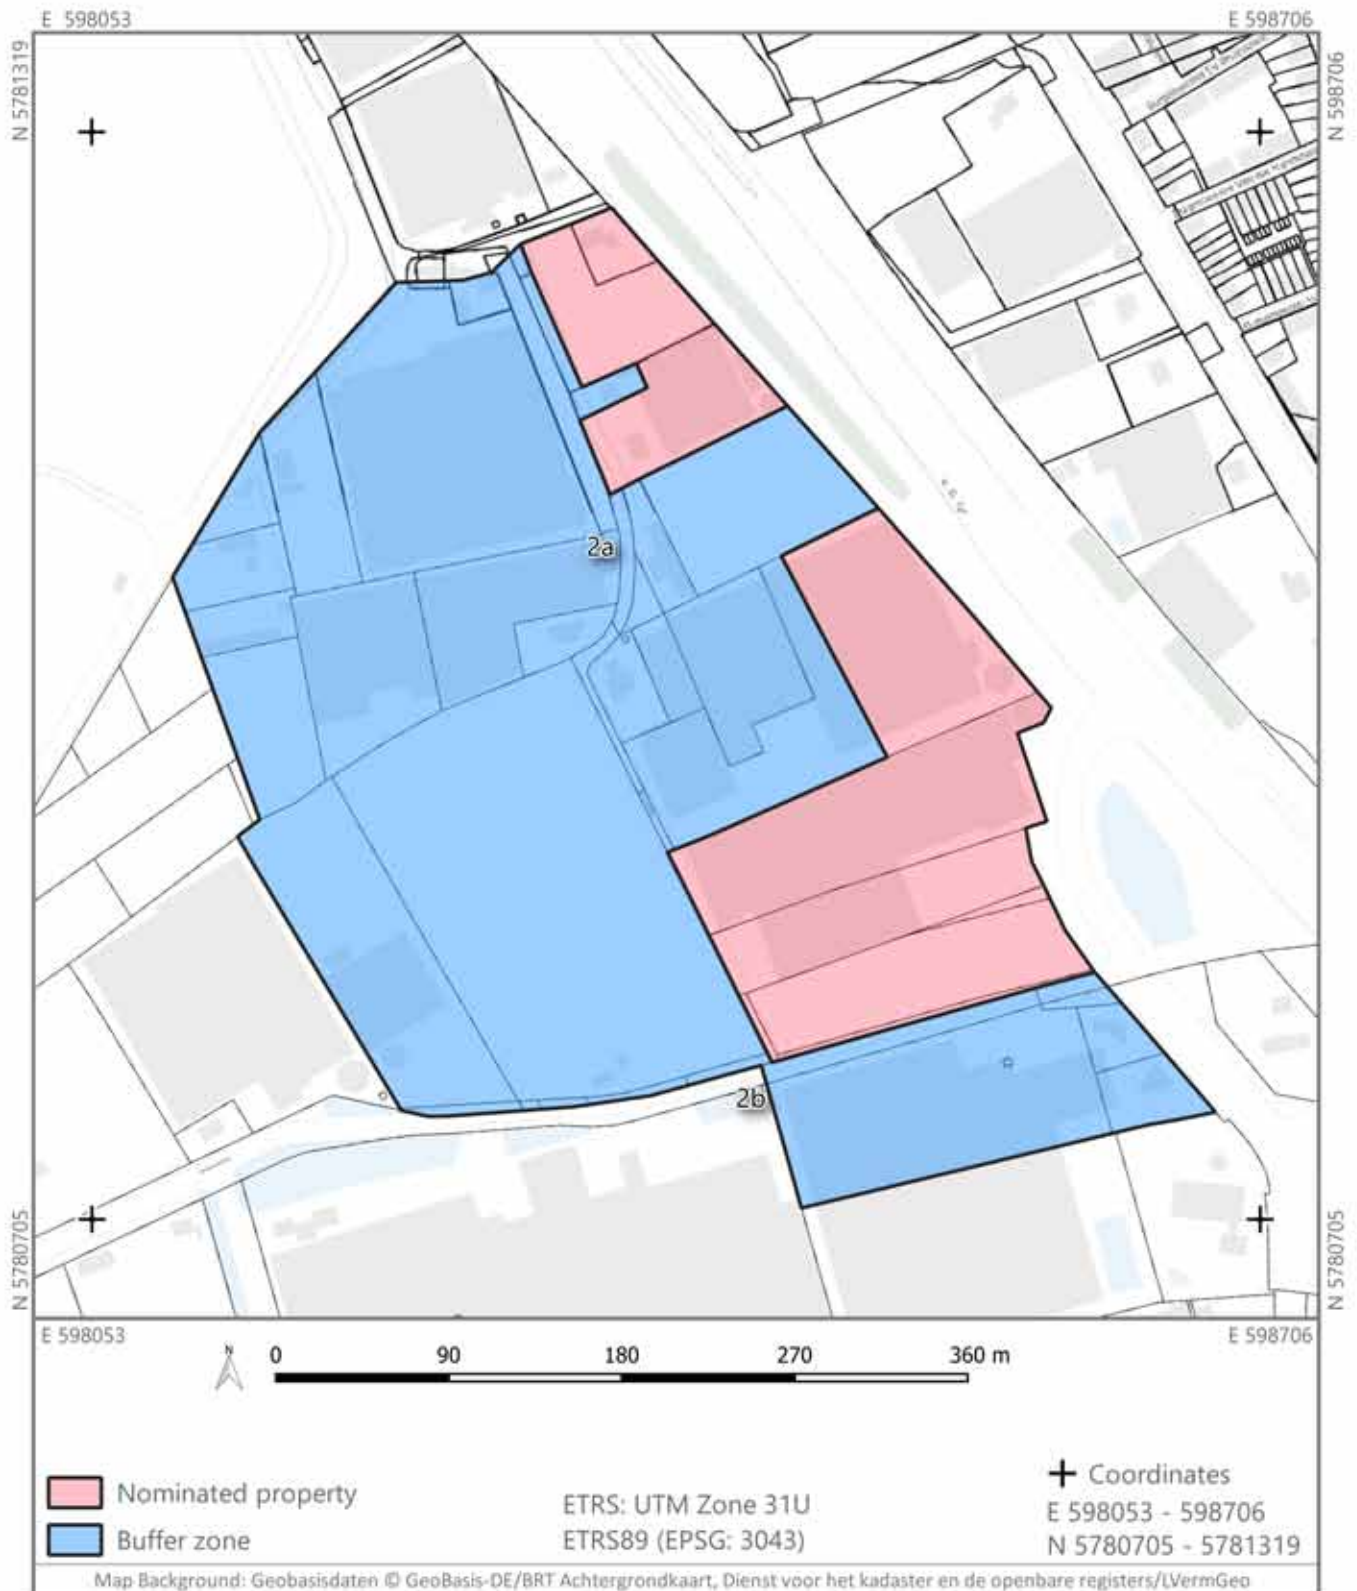 E 598053
E 598706
N 5781319
N 598706
2a
2b
N 5780705
N 5780705
E 598053
E 598706
N
0 90 180 270 360 m
Nominated property
Buffer zone
ETRS: UTM Zone 31U
ETRS89 (EPSG: 3043)
Coordinates
E 598053 - 598706
N 5780705 - 5781319
Map Background: Geobasisdaten © GeoBasis-DE/BRT Achtergrondkaart, Dienst voor het kadaster en de openbare registers/LVermGeo